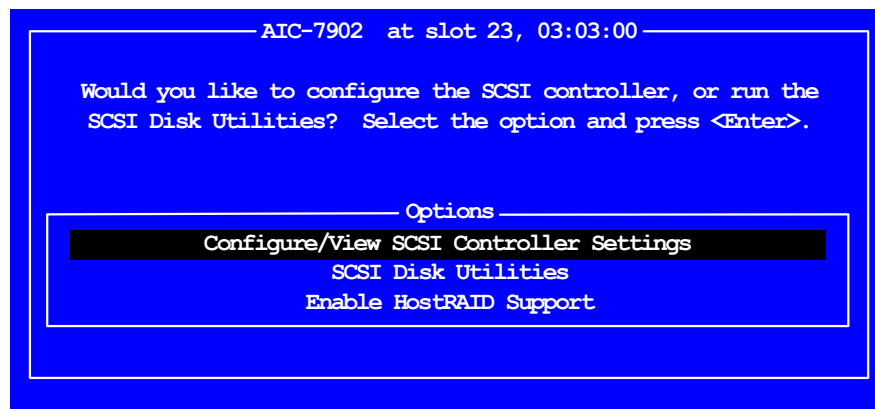 AIC-7902 at slot 23, 03:03:00
Would you like to configure the SCSI controller, or run the
SCSI Disk Utilities? Select the option and press <Enter>.
Options
Configure/View SCSI Controller Settings
SCSI Disk Utilities
Enable HostRAID Support